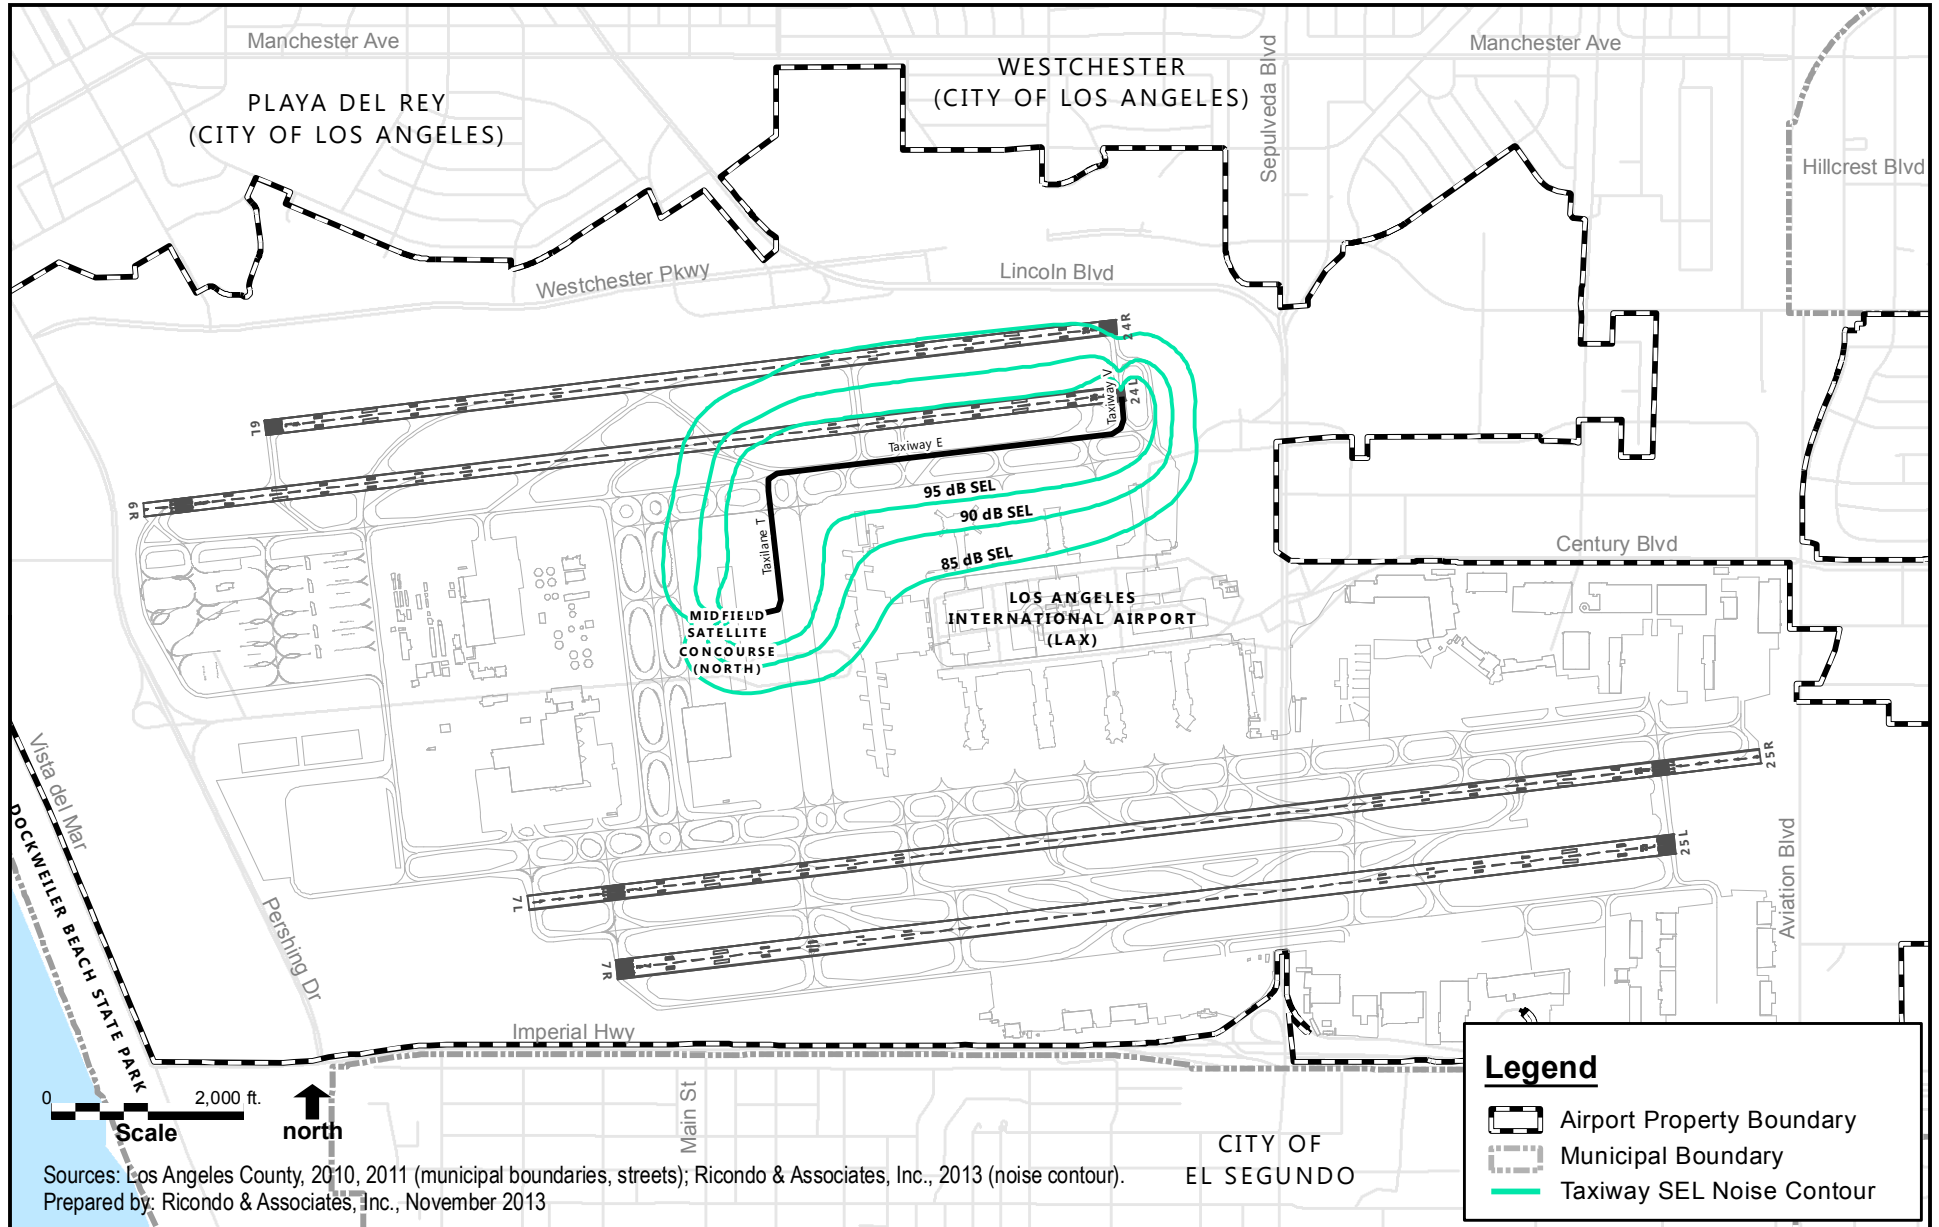 Manchester Ave
Manchester Ave
WESTCHESTER
(CITY OF LOS ANGELES)
Sepulveda Blvd
PLAYA DEL REY
(CITY OF LOS ANGELES)
Hillcrest Blvd
Westchester Pkwy
Lincoln Blvd
24R
6L
Taxiway V
24L
Taxiway E
6R
95 dB SEL
90 dB SEL
85 dB SEL
Taxilane T
Century Blvd
LOS ANGELES
INTERNATIONAL AIRPORT
(LAX)
MIDFIELD
SATELLITE
CONCOURSE
(NORTH)
Vista del Mar
25R
25L
DOCKWEILER BEACH STATE PARK
Pershing Dr
7L
7R
Aviation Blvd
Imperial Hwy
Main St
0 2,000 ft.
Scale
north
CITY OF
EL SEGUNDO
Legend
Airport Property Boundary
Municipal Boundary
Taxiway SEL Noise Contour
Sources: Los Angeles County, 2010, 2011 (municipal boundaries, streets); Ricondo & Associates, Inc., 2013 (noise contour).
Prepared by: Ricondo & Associates, Inc., November 2013